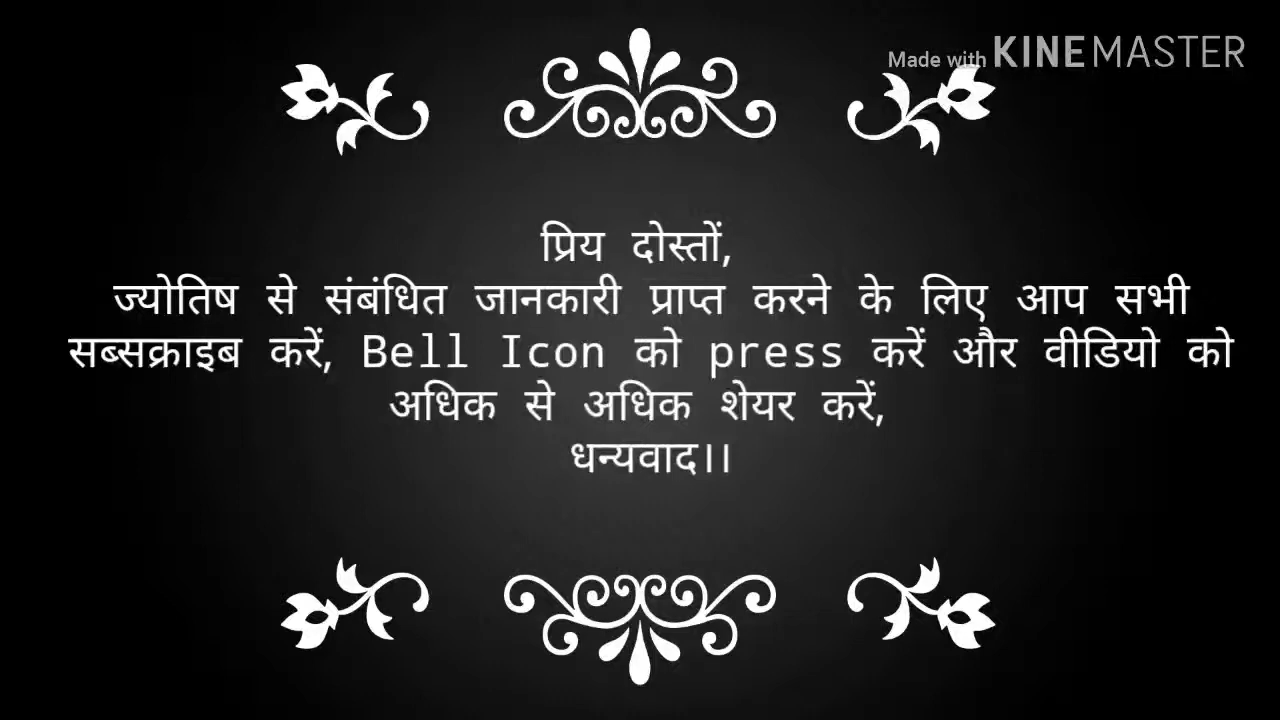 Made with KINEMASTER
प्रिय दोस्तों,
ज्योतिष से संबंधित जानकारी प्राप्त करने के लिए आप सभी
सब्सक्राइब करें, Bell Icon को press करें और वीडियो को
अधिक से अधिक शेयर करें,
धन्यवाद।।